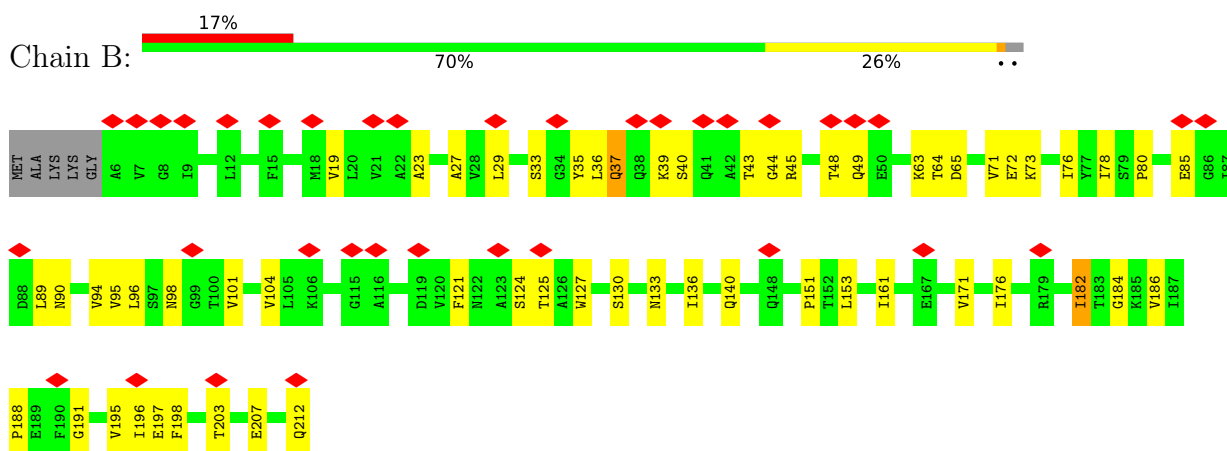 17%
Chain B:
70% 26% • •
MET ALA LYS LYS GLY A6 V7 G8 I9 L12 F15 M18 V19 L20 V21 A22 A23 A27 V28 L29 S33 G34 Y35 L36 Q37 Q38 K39 S40 Q41 A42 T43 G44 R45 T48 Q49 E50 K63 T64 D65 V71 E72 K73 I76 Y77 I78 S79 P80 E85 G86 I87
D88 L89 N90 V94 Y95 L96 S97 N98 G99 T100 V101 V104 L105 K106 G115 A116 D119 V120 F121 N122 A123 S124 T125 A126 W127 S130 N133 I136 Q140 Q148 P151 T152 L153 I161 E167 V171 I176 R179 I182 T183 G184 K185 V186 I187
P188 E189 F190 G191 V195 I196 E197 F198 T203 E207 Q212